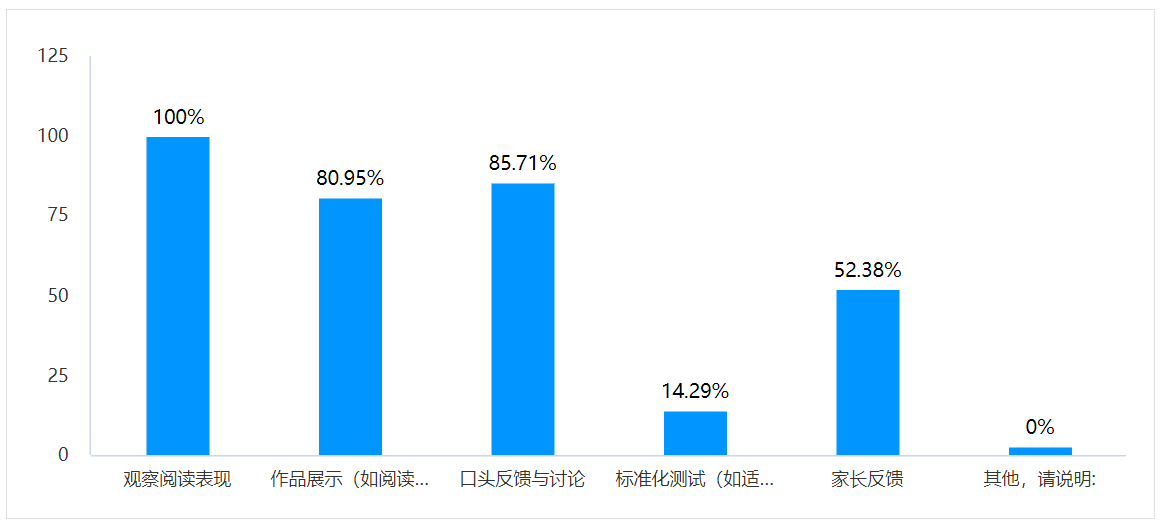 125
100
75
50
25
0
100%
80.95%
85.71%
14.29%
52.38%
0%
观察阅读表现
作品展示（如阅读...
口头反馈与讨论
标准化测试（如适...
家长反馈
其他，请说明: